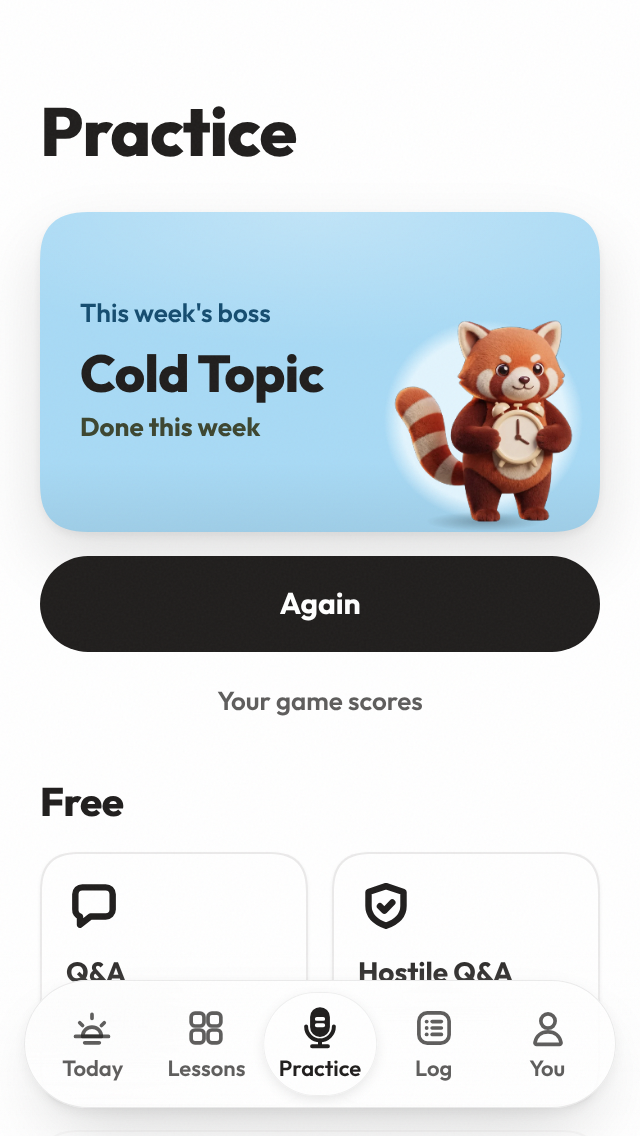 Practice
This week's boss
Cold Topic
Done this week
Again
Your game scores
Free
Q&A
Hostile Q&A
Today
Lessons
Practice
Log
You